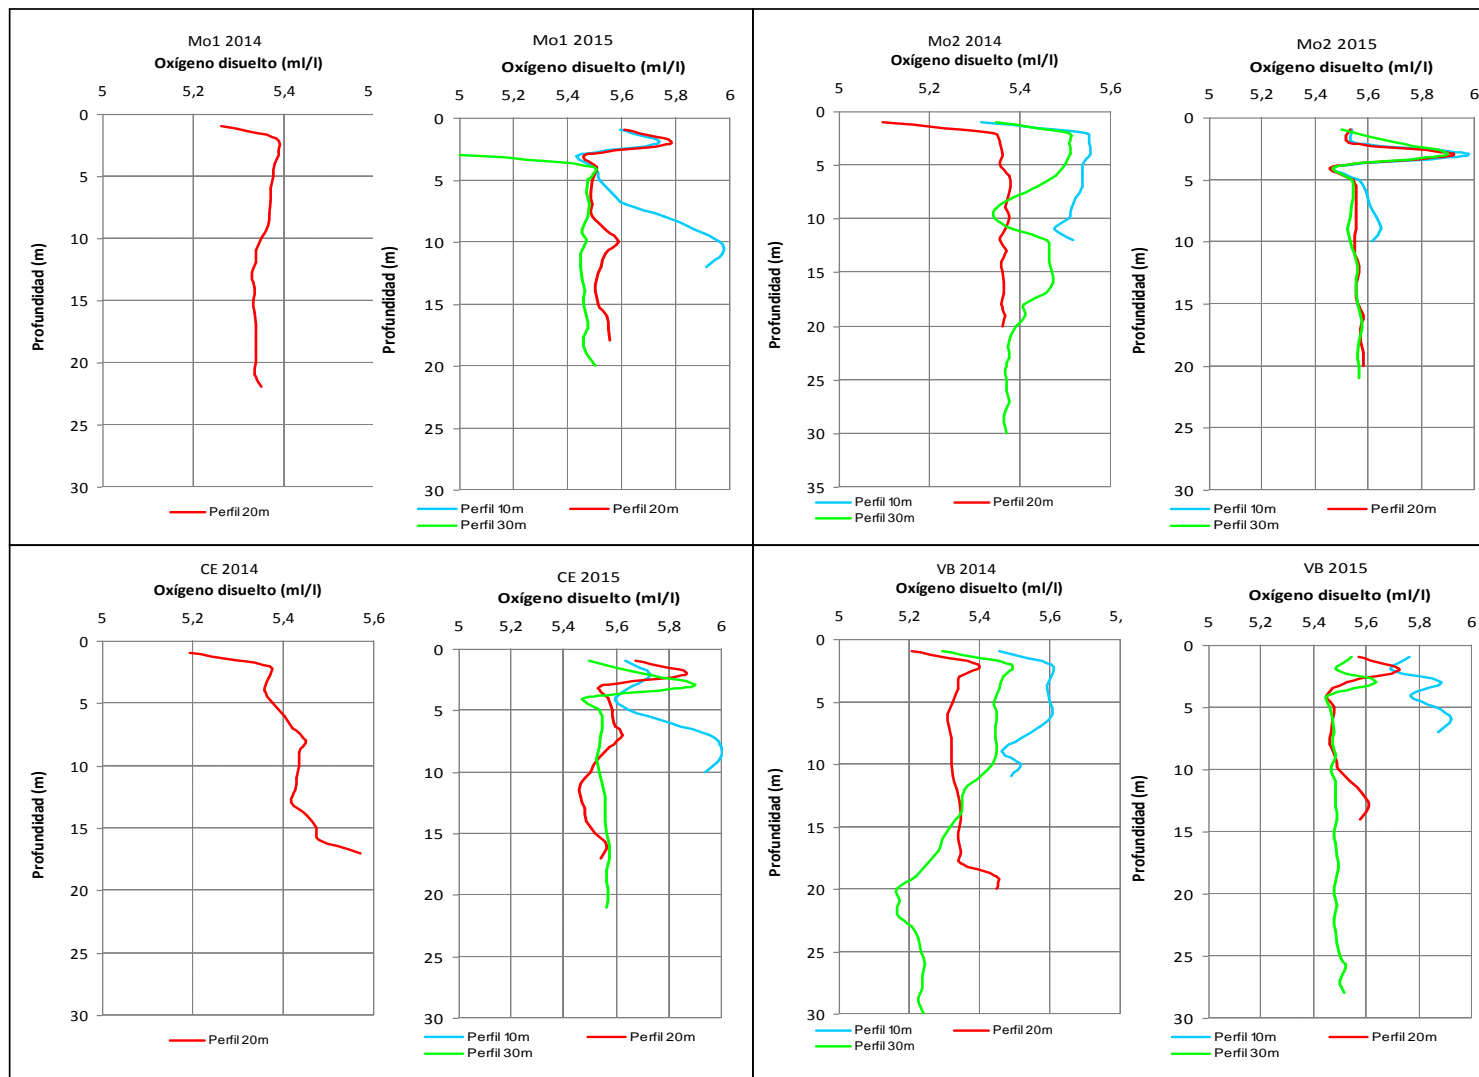 Mo1 2014
Oxígeno disuelto (ml/l)
5 5,2 5,4 5
0
5
10
15
20
25
30
Profundidad (m)
Perfil 20m
Mo1 2015
Oxígeno disuelto (ml/l)
5 5,2 5,4 5,6 5,8 6
0
5
10
15
20
25
30
Profundidad (m)
Perfil 10m Perfil 20m
Perfil 30m
Mo2 2014
Oxígeno disuelto (ml/l)
5 5,2 5,4 5,6
0
5
10
15
20
25
30
35
Profundidad (m)
Perfil 10m Perfil 20m
Perfil 30m
Mo2 2015
Oxígeno disuelto (ml/l)
5 5,2 5,4 5,6 5,8 6
0
5
10
15
20
25
30
Profundidad (m)
Perfil 10m Perfil 20m
Perfil 30m
CE 2014
Oxígeno disuelto (ml/l)
5 5,2 5,4 5,6
0
5
10
15
20
25
30
Profundidad (m)
Perfil 20m
CE 2015
Oxígeno disuelto (ml/l)
5 5,2 5,4 5,6 5,8 6
0
5
10
15
20
25
30
Profundidad (m)
Perfil 10m Perfil 20m
Perfil 30m
VB 2014
Oxígeno disuelto (ml/l)
5 5,2 5,4 5,6 5,
0
5
10
15
20
25
30
Profundidad (m)
Perfil 10m Perfil 20m
Perfil 30m
VB 2015
Oxígeno disuelto (ml/l)
5 5,2 5,4 5,6 5,8 6
0
5
10
15
20
25
30
Profundidad (m)
Perfil 10m Perfil 20m
Perfil 30m